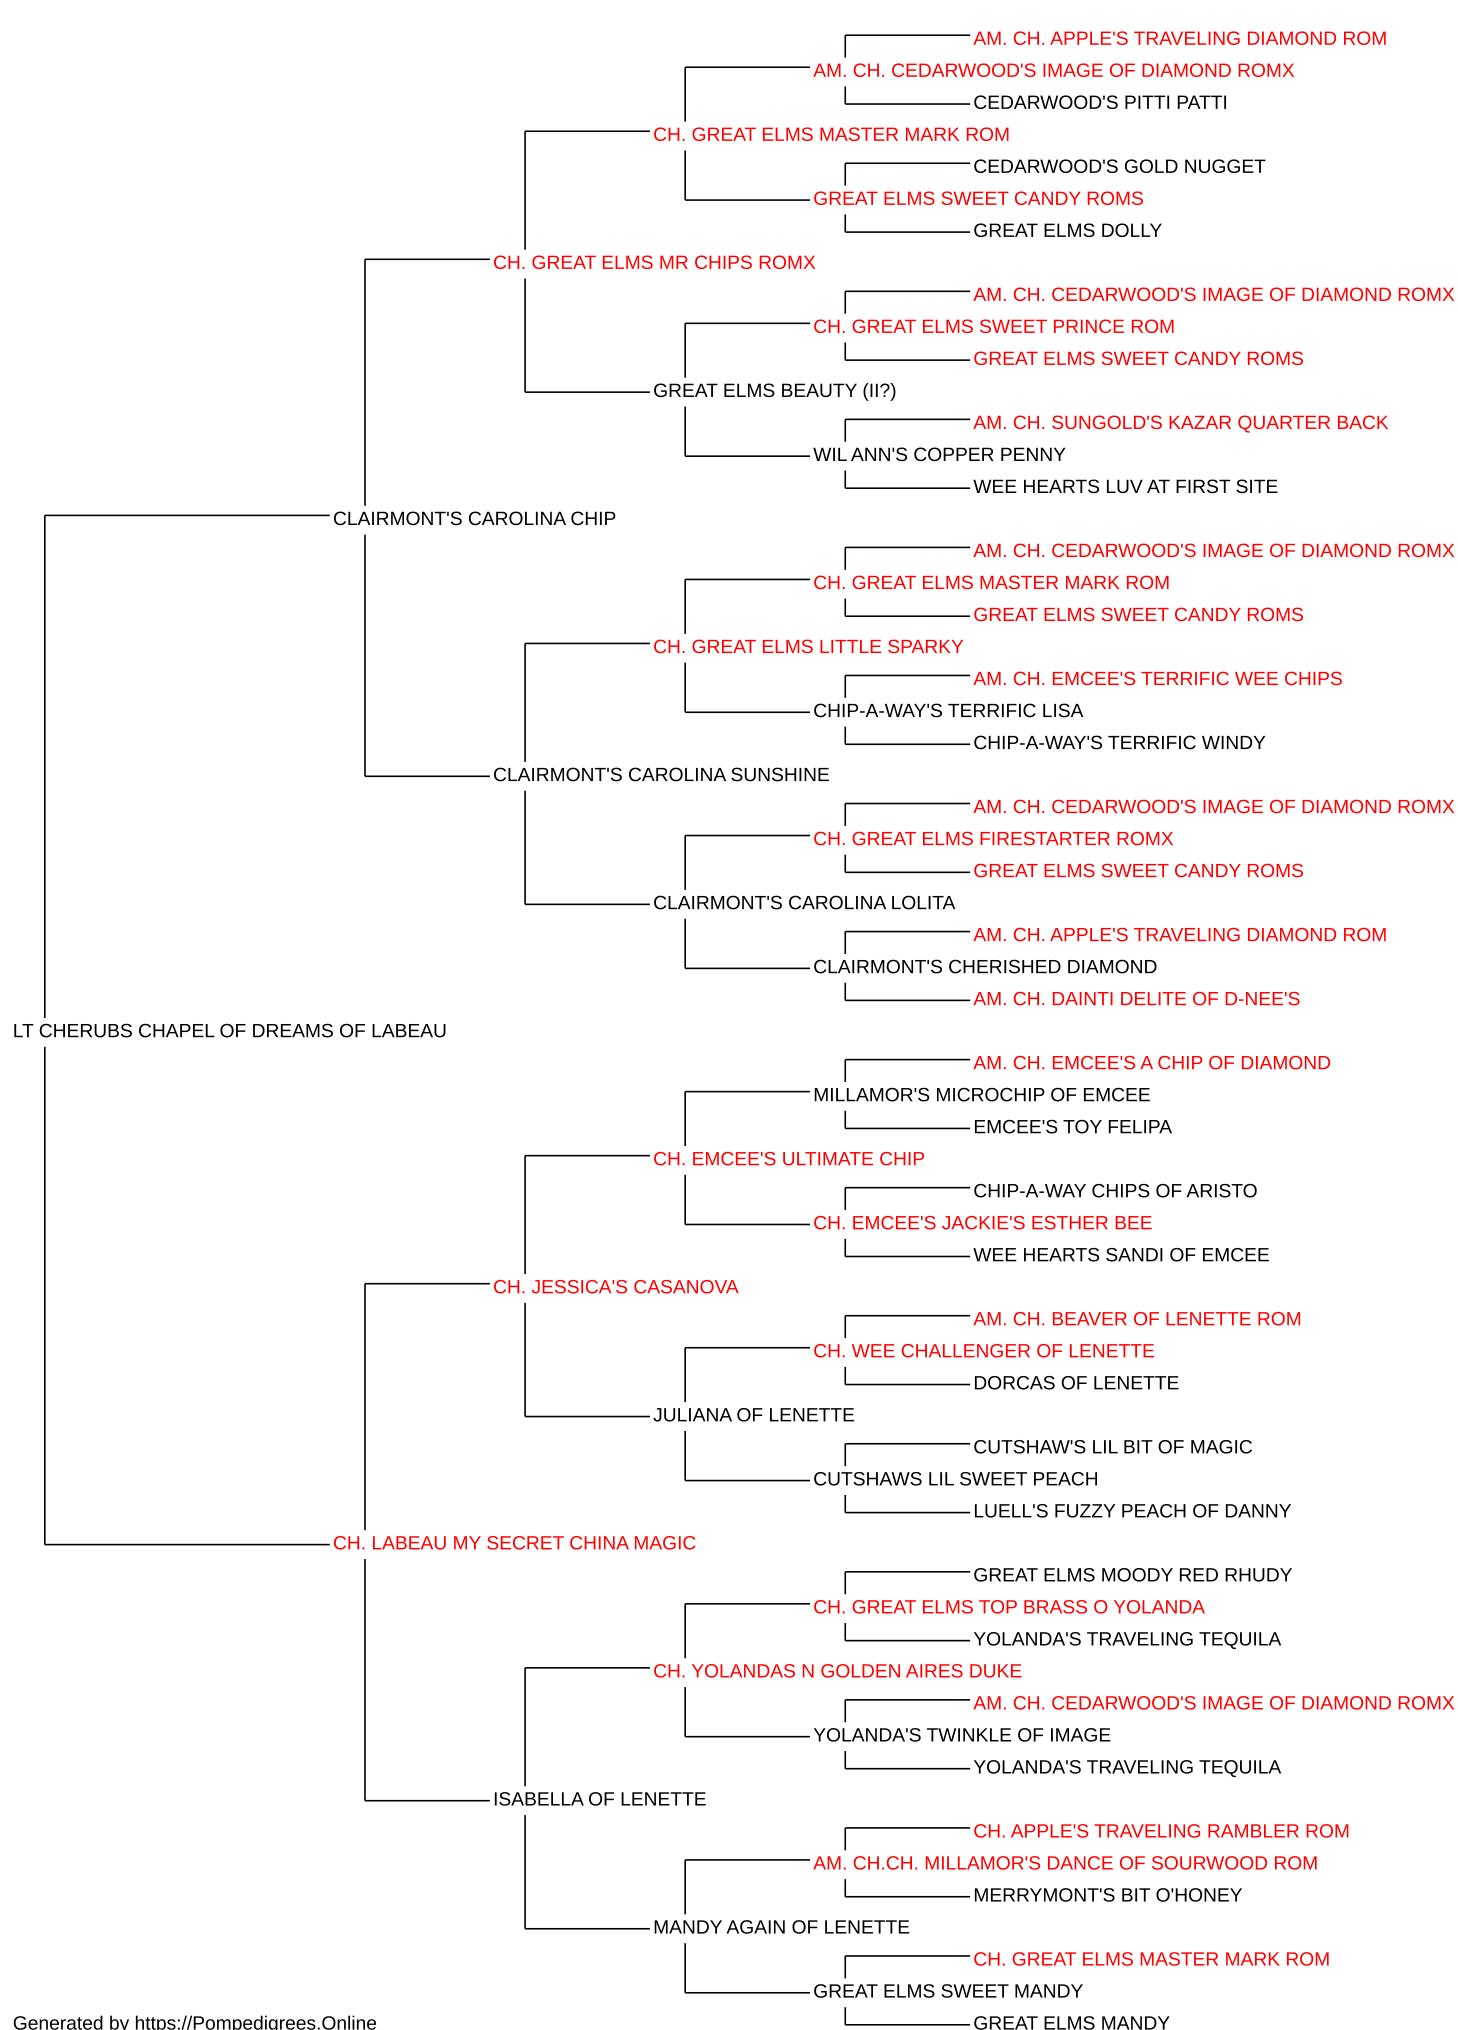 AM. CH. APPLE'S TRAVELING DIAMOND ROM
AM. CH. CEDARWOOD'S IMAGE OF DIAMOND ROMX
CEDARWOOD'S PITTI PATTI
CH. GREAT ELMS MASTER MARK ROM
CEDARWOOD'S GOLD NUGGET
GREAT ELMS SWEET CANDY ROMS
GREAT ELMS DOLLY
CH. GREAT ELMS MR CHIPS ROMX
AM. CH. CEDARWOOD'S IMAGE OF DIAMOND ROMX
CH. GREAT ELMS SWEET PRINCE ROM
GREAT ELMS SWEET CANDY ROMS
GREAT ELMS BEAUTY (II?)
AM. CH. SUNGOLD'S KAZAR QUARTER BACK
WIL ANN'S COPPER PENNY
WEE HEARTS LUV AT FIRST SITE
CLAIRMONT'S CAROLINA CHIP
AM. CH. CEDARWOOD'S IMAGE OF DIAMOND ROMX
CH. GREAT ELMS MASTER MARK ROM
GREAT ELMS SWEET CANDY ROMS
CH. GREAT ELMS LITTLE SPARKY
AM. CH. EMCEE'S TERRIFIC WEE CHIPS
CHIP-A-WAY'S TERRIFIC LISA
CHIP-A-WAY'S TERRIFIC WINDY
CLAIRMONT'S CAROLINA SUNSHINE
AM. CH. CEDARWOOD'S IMAGE OF DIAMOND ROMX
CH. GREAT ELMS FIRESTARTER ROMX
GREAT ELMS SWEET CANDY ROMS
CLAIRMONT'S CAROLINA LOLITA
AM. CH. APPLE'S TRAVELING DIAMOND ROM
CLAIRMONT'S CHERISHED DIAMOND
AM. CH. DAINTI DELITE OF D-NEE'S
LT CHERUBS CHAPEL OF DREAMS OF LABEAU
AM. CH. EMCEE'S A CHIP OF DIAMOND
MILLAMOR'S MICROCHIP OF EMCEE
EMCEE'S TOY FELIPA
CH. EMCEE'S ULTIMATE CHIP
CHIP-A-WAY CHIPS OF ARISTO
CH. EMCEE'S JACKIE'S ESTHER BEE
WEE HEARTS SANDI OF EMCEE
CH. JESSICA'S CASANOVA
AM. CH. BEAVER OF LENETTE ROM
CH. WEE CHALLENGER OF LENETTE
DORCAS OF LENETTE
JULIANA OF LENETTE
CUTSHAW'S LIL BIT OF MAGIC
CUTSHAWS LIL SWEET PEACH
LUELL'S FUZZY PEACH OF DANNY
CH. LABEAU MY SECRET CHINA MAGIC
GREAT ELMS MOODY RED RHUDY
CH. GREAT ELMS TOP BRASS O YOLANDA
YOLANDA'S TRAVELING TEQUILA
CH. YOLANDAS N GOLDEN AIRES DUKE
AM. CH. CEDARWOOD'S IMAGE OF DIAMOND ROMX
YOLANDA'S TWINKLE OF IMAGE
YOLANDA'S TRAVELING TEQUILA
ISABELLA OF LENETTE
CH. APPLE'S TRAVELING RAMBLER ROM
AM. CH.CH. MILLAMOR'S DANCE OF SOURWOOD ROM
MERRYMONT'S BIT O'HONEY
MANDY AGAIN OF LENETTE
CH. GREAT ELMS MASTER MARK ROM
GREAT ELMS SWEET MANDY
GREAT ELMS MANDY
Generated by https://Pompedigrees.Online